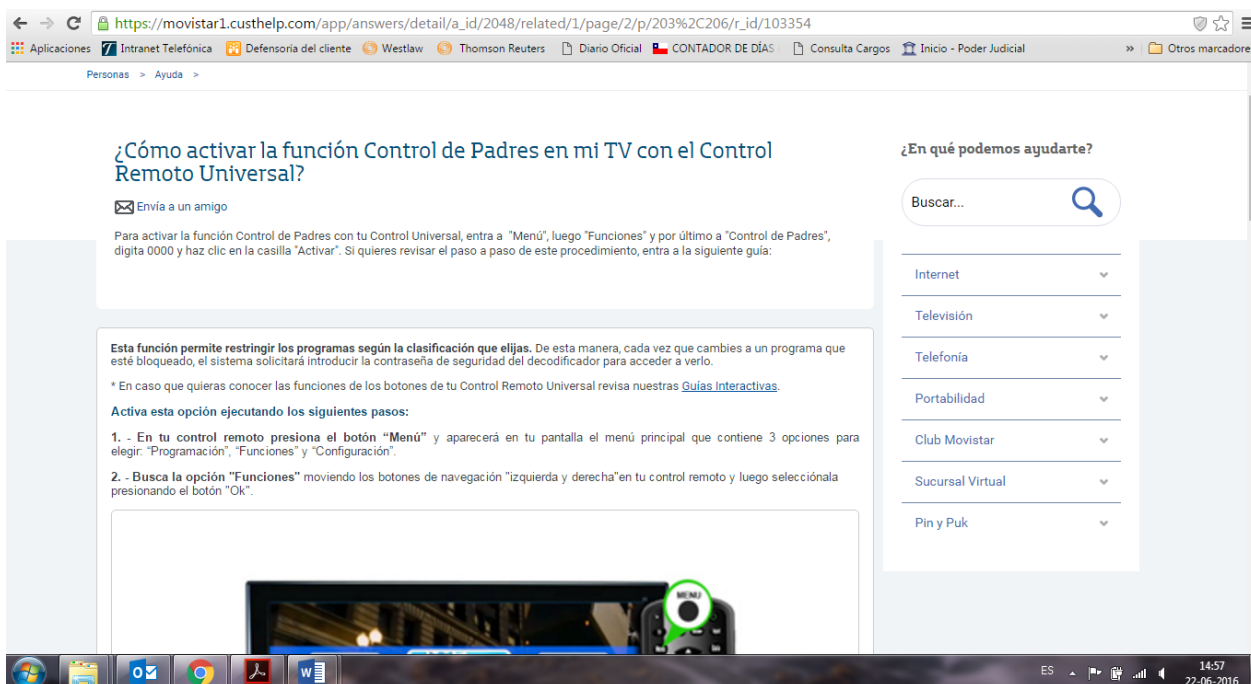 https://movistar1.custhelp.com/app/answers/detail/a_id/2048/related/1/page/2/p/203%2C206/r_id/103354
Aplicaciones Intranet Telefónica Defensoría del cliente Westlaw Thomson Reuters Diario Oficial CONTADOR DE DÍAS Consulta Cargos Inicio - Poder Judicial » Otros marcadore
Personas > Ayuda >
¿Cómo activar la función Control de Padres en mi TV con el Control
Remoto Universal?
Envía a un amigo
Para activar la función Control de Padres con tu Control Universal, entra a "Menú", luego "Funciones" y por último a "Control de Padres",
digita 0000 y haz clic en la casilla "Activar". Si quieres revisar el paso a paso de este procedimiento, entra a la siguiente guía:
Esta función permite restringir los programas según la clasificación que elijas. De esta manera, cada vez que cambies a un programa que
esté bloqueado, el sistema solicitará introducir la contraseña de seguridad del decodificador para acceder a verlo.
* En caso que quieras conocer las funciones de los botones de tu Control Remoto Universal revisa nuestras Guías Interactivas.
Activa esta opción ejecutando los siguientes pasos:
1. - En tu control remoto presiona el botón “Menú” y aparecerá en tu pantalla el menú principal que contiene 3 opciones para
elegir: “Programación”, “Funciones” y “Configuración”.
2. - Busca la opción "Funciones" moviendo los botones de navegación "izquierda y derecha"en tu control remoto y luego selecciónala
presionando el botón "Ok".
MENU
¿En qué podemos ayudarte?
Buscar...
Internet
Televisión
Telefonía
Portabilidad
Club Movistar
Sucursal Virtual
Pin y Puk
ES
14:57
22-06-2016